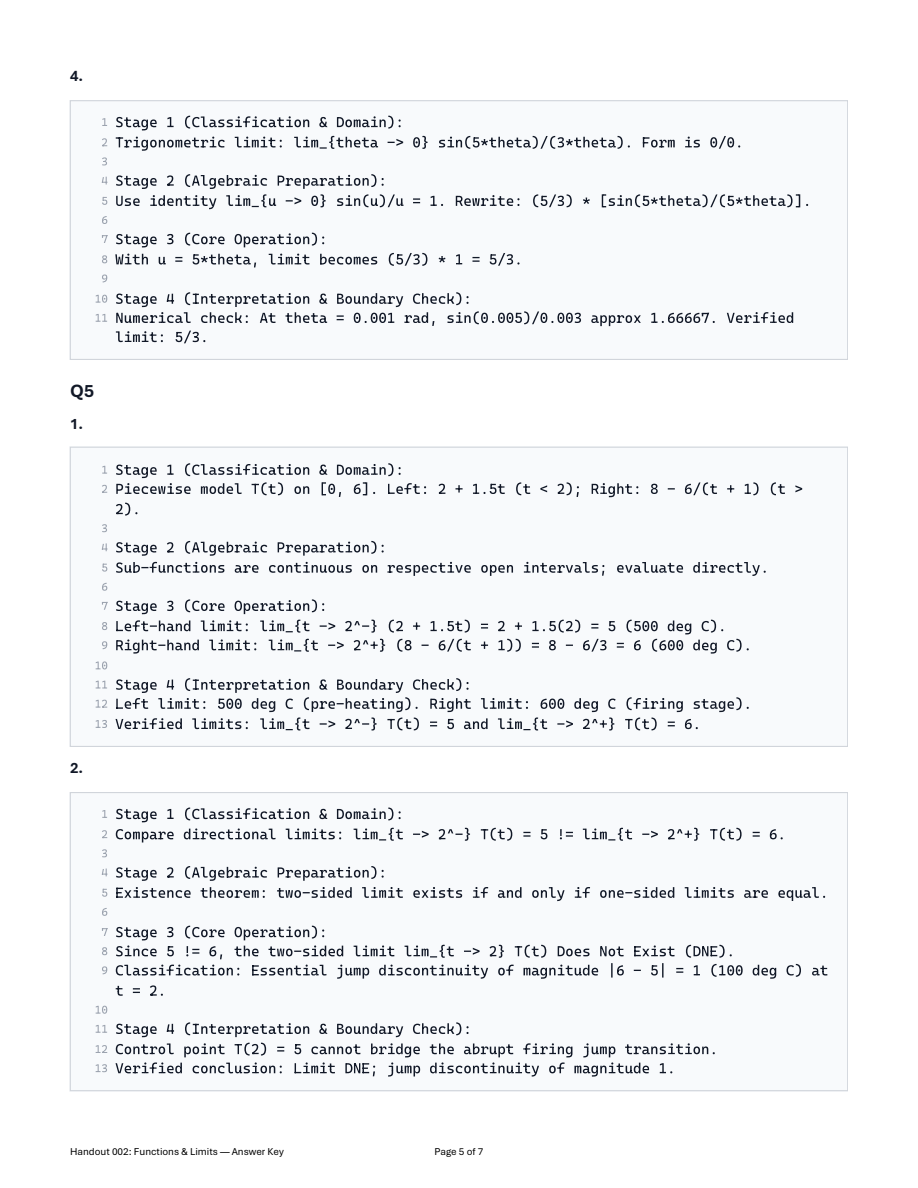 4.
1 Stage 1 (Classification & Domain):
2 Trigonometric limit: lim_{theta -> 0} sin(5*theta)/(3*theta). Form is 0/0.
3
4 Stage 2 (Algebraic Preparation):
5 Use identity lim_{u -> 0} sin(u)/u = 1. Rewrite: (5/3) * [sin(5*theta)/(5*theta)].
6
7 Stage 3 (Core Operation):
8 With u = 5*theta, limit becomes (5/3) * 1 = 5/3.
9
10 Stage 4 (Interpretation & Boundary Check):
11 Numerical check: At theta = 0.001 rad, sin(0.005)/0.003 approx 1.66667. Verified
limit: 5/3.
Q5
1.
1 Stage 1 (Classification & Domain):
2 Piecewise model T(t) on [0, 6]. Left: 2 + 1.5t (t < 2); Right: 8 - 6/(t + 1) (t >
2).
3
4 Stage 2 (Algebraic Preparation):
5 Sub-functions are continuous on respective open intervals; evaluate directly.
6
7 Stage 3 (Core Operation):
8 Left-hand limit: lim_{t -> 2^-} (2 + 1.5t) = 2 + 1.5(2) = 5 (500 deg C).
9 Right-hand limit: lim_{t -> 2^+} (8 - 6/(t + 1)) = 8 - 6/3 = 6 (600 deg C).
10
11 Stage 4 (Interpretation & Boundary Check):
12 Left limit: 500 deg C (pre-heating). Right limit: 600 deg C (firing stage).
13 Verified limits: lim_{t -> 2^-} T(t) = 5 and lim_{t -> 2^+} T(t) = 6.
2.
1 Stage 1 (Classification & Domain):
2 Compare directional limits: lim_{t -> 2^-} T(t) = 5 != lim_{t -> 2^+} T(t) = 6.
3
4 Stage 2 (Algebraic Preparation):
5 Existence theorem: two-sided limit exists if and only if one-sided limits are equal.
6
7 Stage 3 (Core Operation):
8 Since 5 != 6, the two-sided limit lim_{t -> 2} T(t) Does Not Exist (DNE).
9 Classification: Essential jump discontinuity of magnitude |6 - 5| = 1 (100 deg C) at
t = 2.
10
11 Stage 4 (Interpretation & Boundary Check):
12 Control point T(2) = 5 cannot bridge the abrupt firing jump transition.
13 Verified conclusion: Limit DNE; jump discontinuity of magnitude 1.
Handout 002: Functions & Limits — Answer Key Page 5 of 7